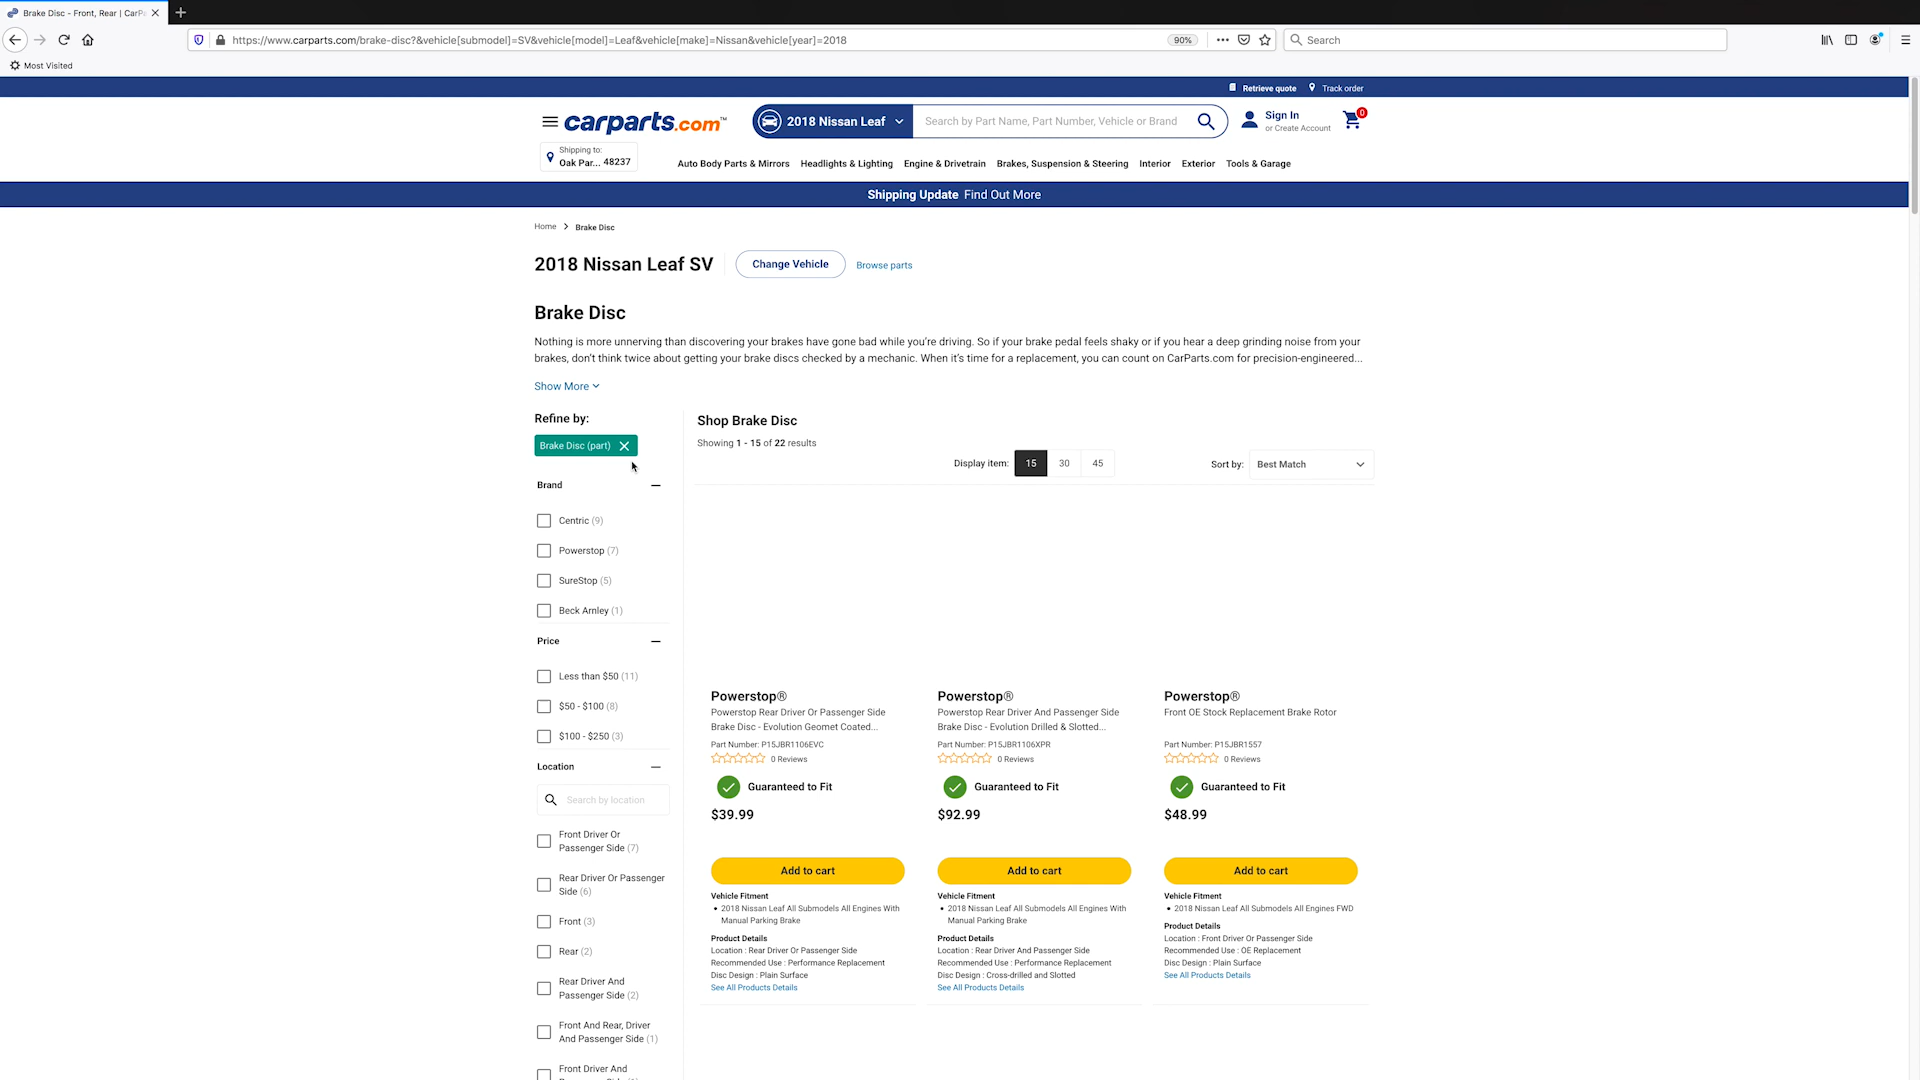 Brake Disc - Front, Rear | CarPa
https://www.carparts.com/brake-disc?&vehicle[submodel]=SV&vehicle[model]=Leaf&vehicle[make]=Nissan&vehicle[year]=2018
90%
Search
Most Visited
Retrieve quote
Track order
carparts.com™
2018 Nissan Leaf
Search by Part Name, Part Number, Vehicle or Brand
Sign In
or Create Account
0
Shipping to:
Oak Par... 48237
Auto Body Parts & Mirrors
Headlights & Lighting
Engine & Drivetrain
Brakes, Suspension & Steering
Interior
Exterior
Tools & Garage
Shipping Update Find Out More
Home
Brake Disc
2018 Nissan Leaf SV
Change Vehicle
Browse parts
Brake Disc
Nothing is more unnerving than discovering your brakes have gone bad while you're driving. So if your brake pedal feels shaky or if you hear a deep grinding noise from your
brakes, don't think twice about getting your brake discs checked by a mechanic. When it's time for a replacement, you can count on CarParts.com for precision-engineered...
Show More
Refine by:
Brake Disc (part)
Brand
Centric (9)
Powerstop (7)
SureStop (5)
Beck Arnley (1)
Price
Less than $50 (11)
$50 - $100 (8)
$100 - $250 (3)
Location
Search by location
Front Driver Or
Passenger Side (7)
Rear Driver Or Passenger
Side (6)
Front (3)
Rear (2)
Rear Driver And
Passenger Side (2)
Front And Rear, Driver
And Passenger Side (1)
Front Driver And
Shop Brake Disc
Showing 1 - 15 of 22 results
Display item:
15
30
45
Sort by:
Best Match
Powerstop®
Powerstop Rear Driver Or Passenger Side
Brake Disc - Evolution Geomet Coated...
Part Number: P15JBR1106EVC
0 Reviews
Guaranteed to Fit
$39.99
Add to cart
Vehicle Fitment
• 2018 Nissan Leaf All Submodels All Engines With
Manual Parking Brake
Product Details
Location : Rear Driver Or Passenger Side
Recommended Use : Performance Replacement
Disc Design : Plain Surface
See All Products Details
Powerstop®
Powerstop Rear Driver And Passenger Side
Brake Disc - Evolution Drilled & Slotted...
Part Number: P15JBR1106XPR
0 Reviews
Guaranteed to Fit
$92.99
Add to cart
Vehicle Fitment
• 2018 Nissan Leaf All Submodels All Engines With
Manual Parking Brake
Product Details
Location : Rear Driver And Passenger Side
Recommended Use : Performance Replacement
Disc Design : Cross-drilled and Slotted
See All Products Details
Powerstop®
Front OE Stock Replacement Brake Rotor
Part Number: P15JBR1557
0 Reviews
Guaranteed to Fit
$48.99
Add to cart
Vehicle Fitment
• 2018 Nissan Leaf All Submodels All Engines FWD
Product Details
Location : Front Driver Or Passenger Side
Recommended Use : OE Replacement
Disc Design : Plain Surface
See All Products Details